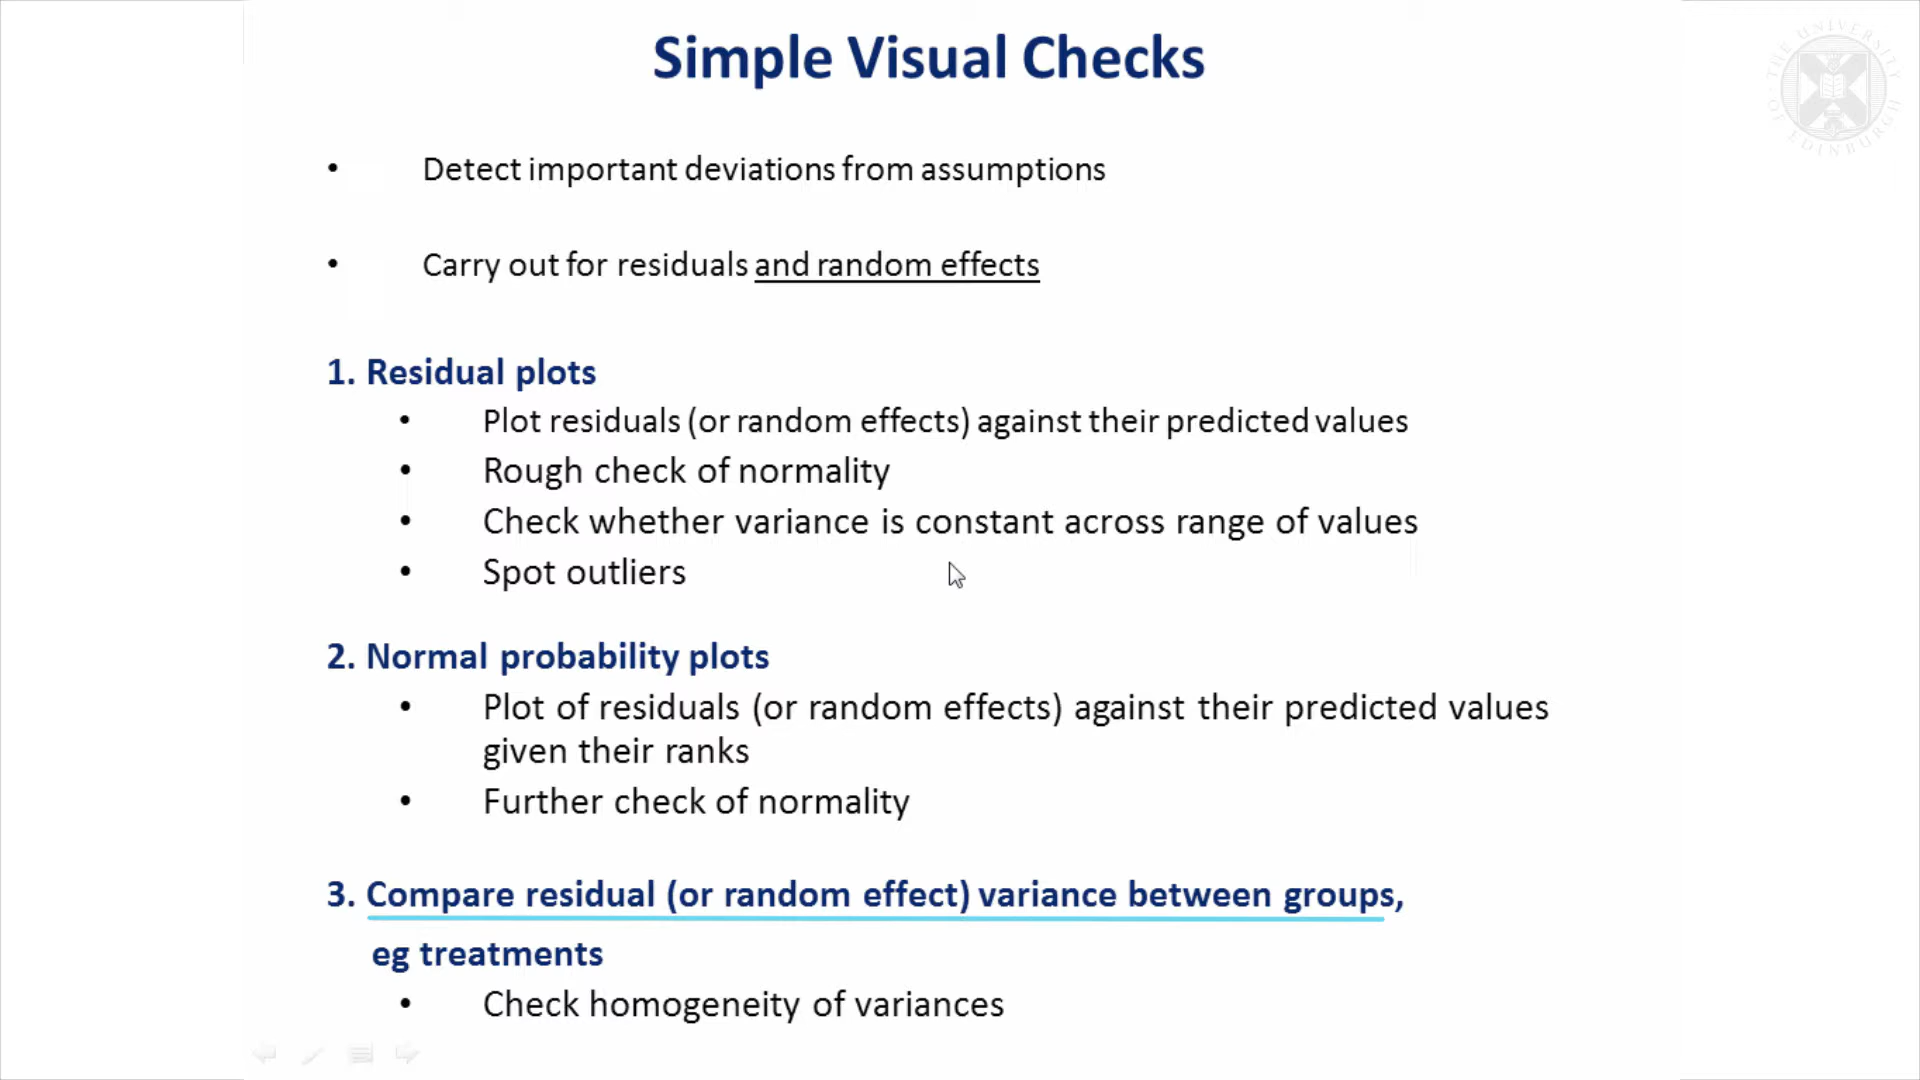 Simple Visual Checks
THE UNIVERSITY OF EDINBURGH
• Detect important deviations from assumptions
• Carry out for residuals and random effects
1. Residual plots
• Plot residuals (or random effects) against their predicted values
• Rough check of normality
• Check whether variance is constant across range of values
• Spot outliers
2. Normal probability plots
• Plot of residuals (or random effects) against their predicted values
given their ranks
• Further check of normality
3. Compare residual (or random effect) variance between groups,
eg treatments
• Check homogeneity of variances